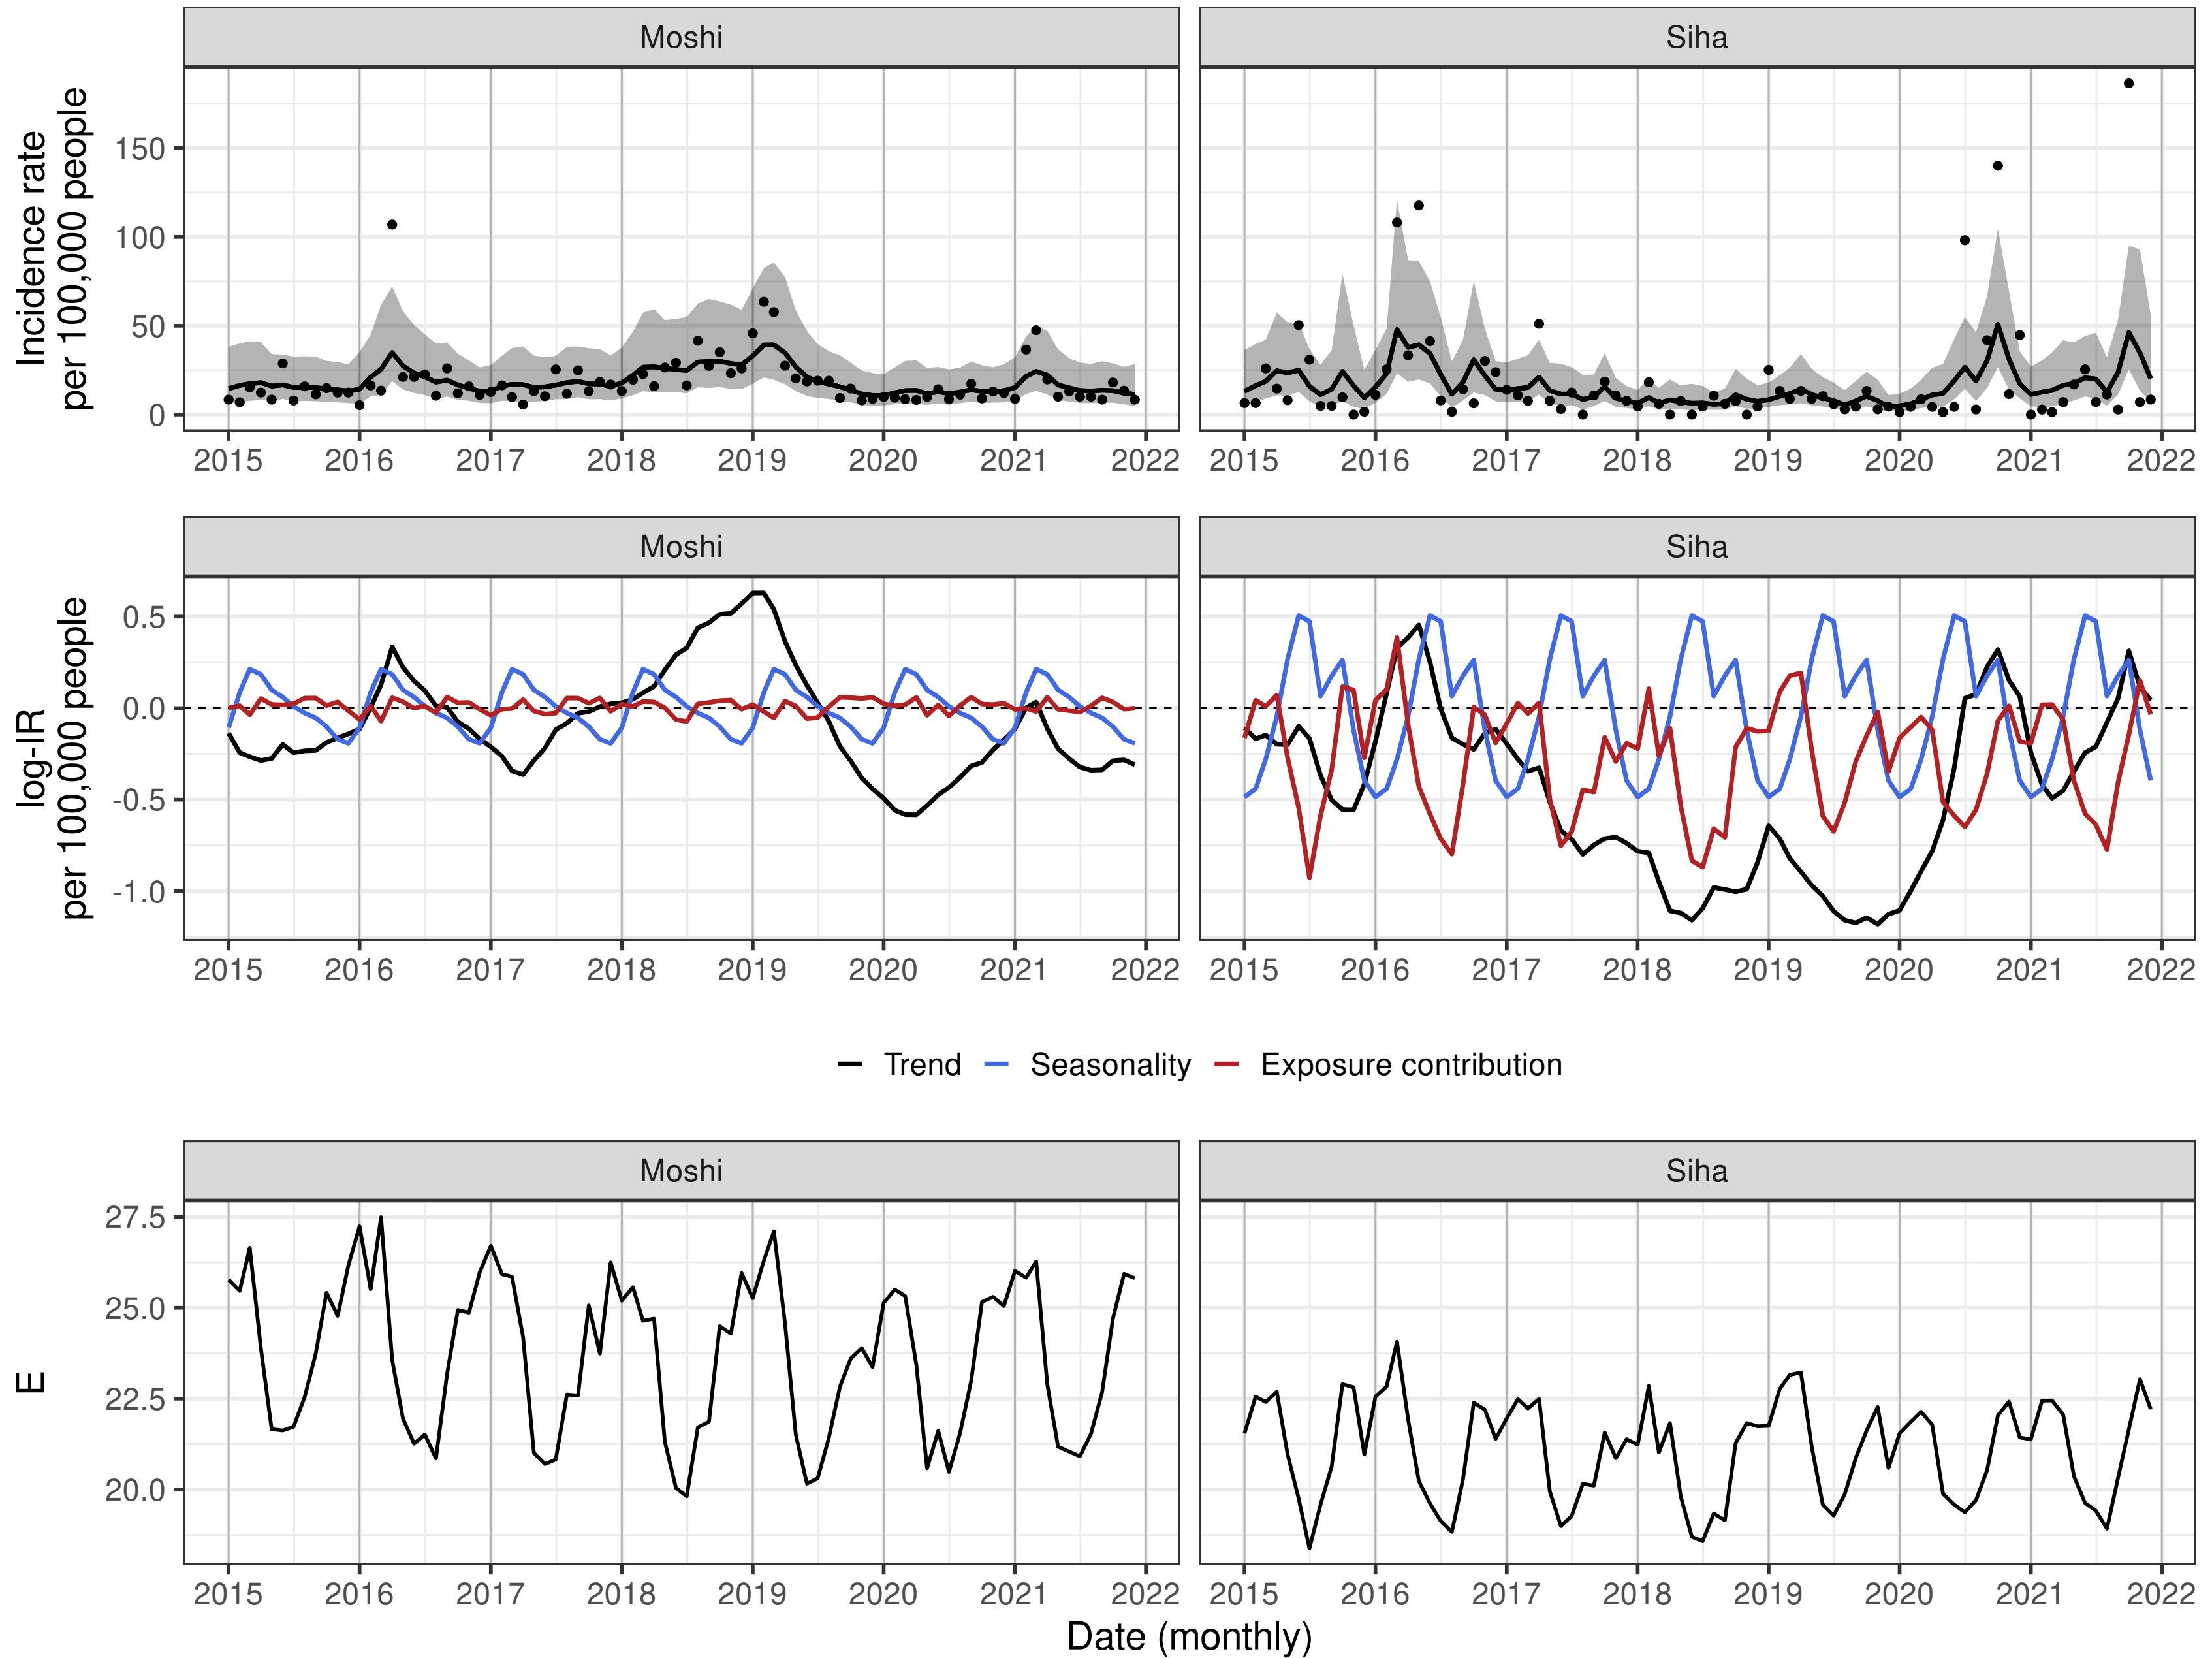 Moshi
Siha
Incidence rate
per 100,000 people
150
100
50
0
2015 2016 2017 2018 2019 2020 2021 2022
2015 2016 2017 2018 2019 2020 2021 2022
Moshi
Siha
log-IR
per 100,000 people
0.5
0.0
-0.5
-1.0
2015 2016 2017 2018 2019 2020 2021 2022
2015 2016 2017 2018 2019 2020 2021 2022
Trend Seasonality Exposure contribution
Moshi
Siha
E
27.5
25.0
22.5
20.0
2015 2016 2017 2018 2019 2020 2021 2022
2015 2016 2017 2018 2019 2020 2021 2022
Date (monthly)